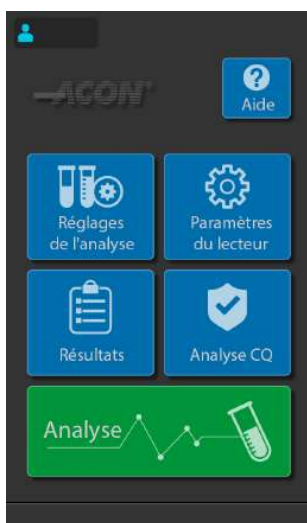 ACON
Aide
Réglages
de l'analyse
Paramètres
du lecteur
Résultats
Analyse CQ
Analyse